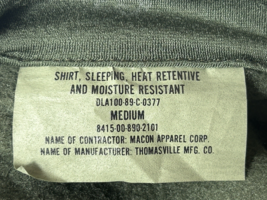 SHIRT, SLEEPING, HEAT RETENTIVE
AND MOISTURE RESISTANT
DLA100-89-C-0377
MEDIUM
8415-00-890-2101
NAME OF CONTRACTOR: MACON APPAREL CORP.
NAME OF MANUFACTURER: THOMASVILLE MFG. CO.